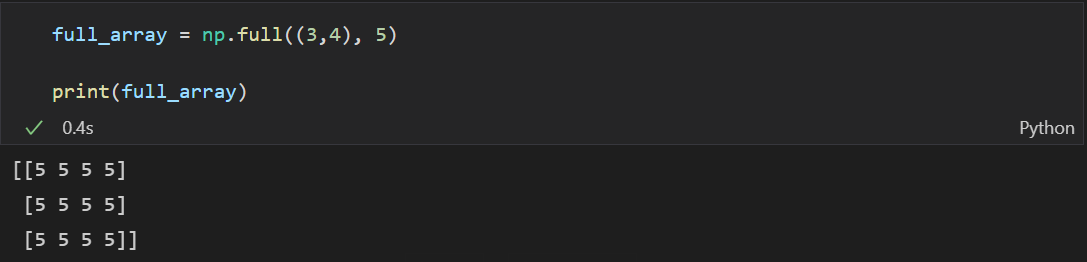 full_array = np.full((3,4), 5)
print(full_array)
0.4s
Python
[[5 5 5 5]
 [5 5 5 5]
 [5 5 5 5]]